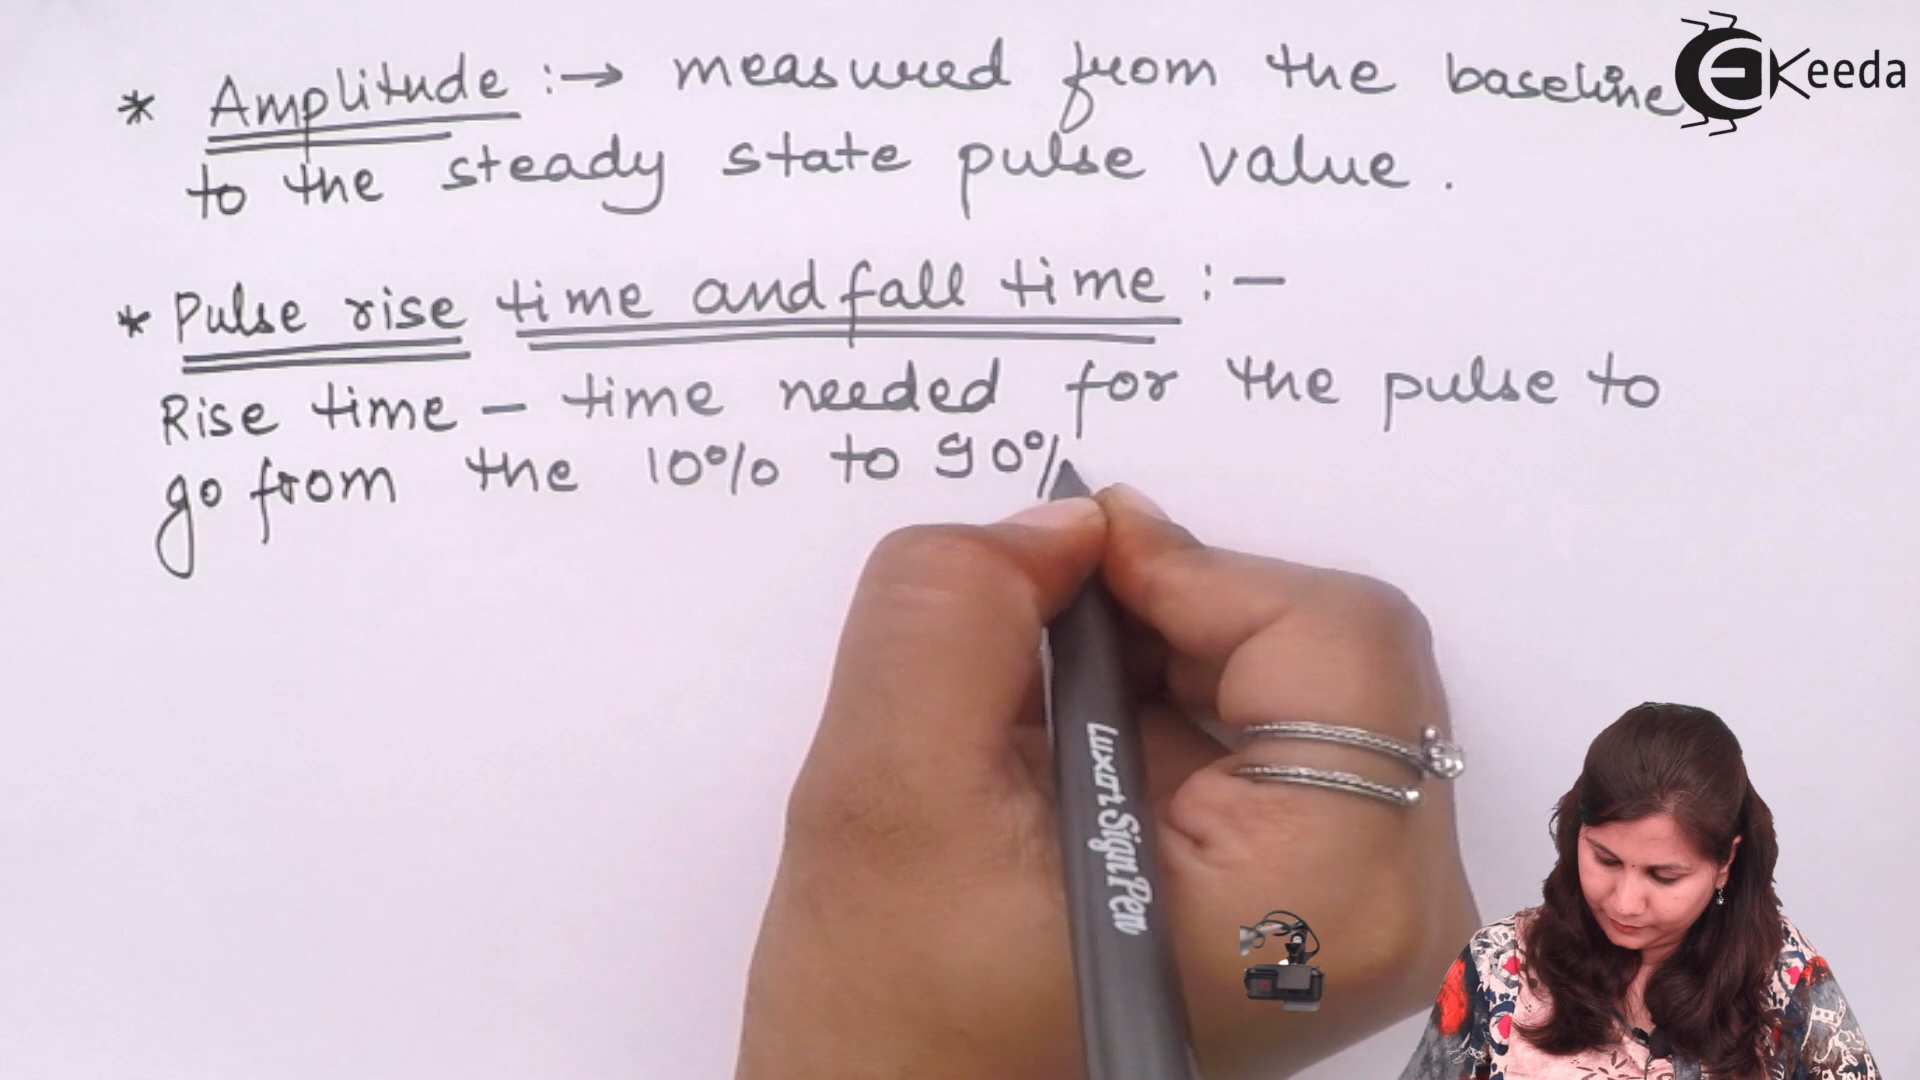 * Amplitude :→ measured from the baseline
to the steady state pulse value.
* Pulse rise time and fall time :-
Rise time - time needed for the pulse to
go from the 10% to 90%
EKeeda
Luxor Sign Pen